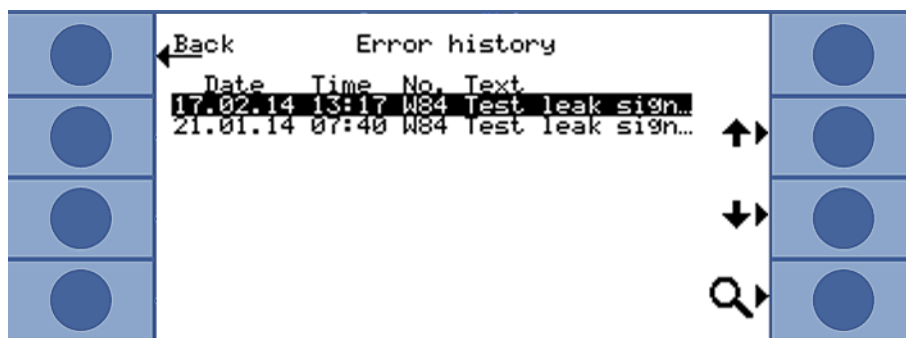 Back Error history
Date Time No. Text
17.02.14 13:17 W84 Test leak sign…
21.01.14 07:40 W84 Test leak sign…